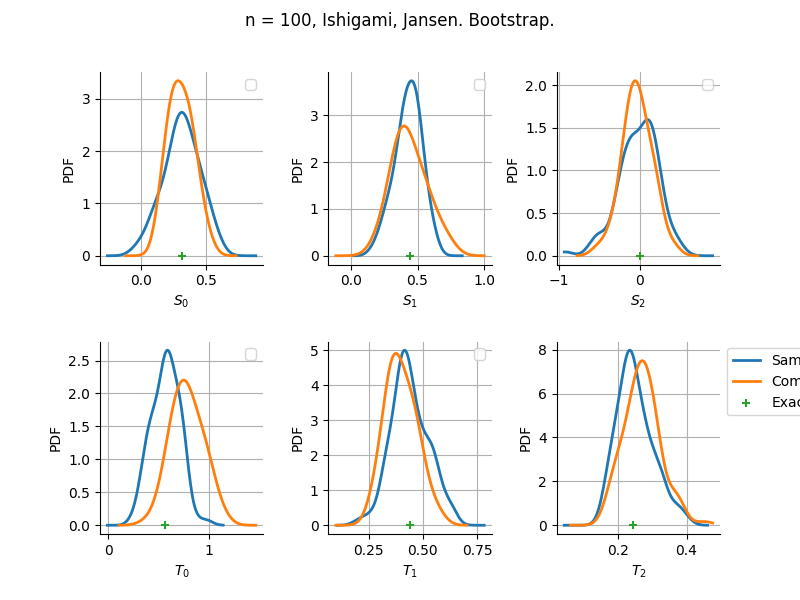 n = 100, Ishigami, Jansen. Bootstrap.
PDF
3
2
1
0
0.0 0.5
S₀
PDF
3
2
1
0
0.0 0.5 1.0
S₁
PDF
2.0
1.5
1.0
0.5
0.0
−1 0
S₂
PDF
2.5
2.0
1.5
1.0
0.5
0.0
0 1
T₀
PDF
5
4
3
2
1
0
0.25 0.50 0.75
T₁
PDF
8
6
4
2
0
0.2 0.4
T₂
Sam
Com
Exac